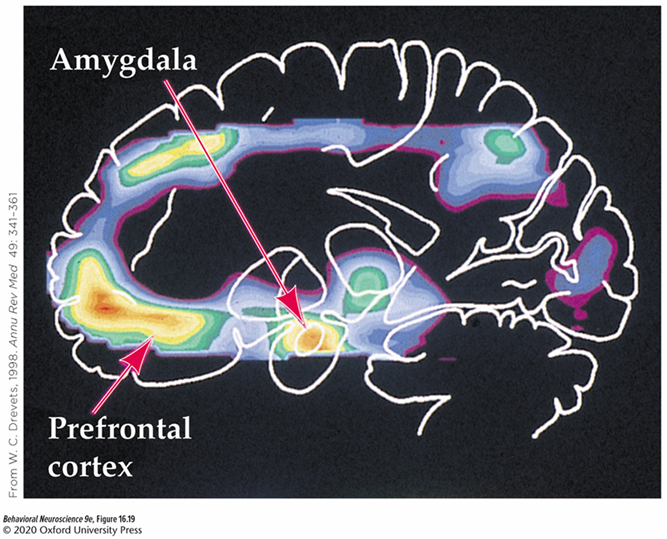 Amygdala
Prefrontal
cortex
From W. C. Drevets, 1998. Annu Rev Med 49: 341–361
Behavioral Neuroscience 9e, Figure 16.19
© 2020 Oxford University Press